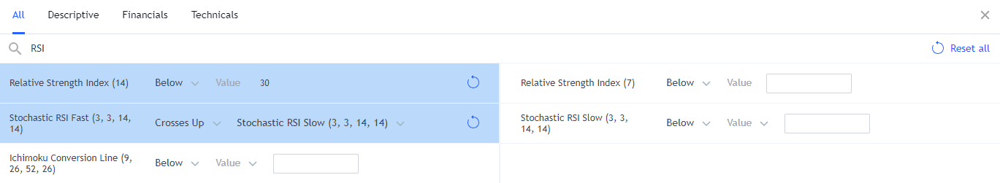 All Descriptive Financials Technicals
RSI Reset all
Relative Strength Index (14) Below Value 30
Relative Strength Index (7) Below Value
Stochastic RSI Fast (3, 3, 14,
14) Crosses Up Stochastic RSI Slow (3, 3, 14, 14)
Stochastic RSI Slow (3, 3,
14, 14) Below Value
Ichimoku Conversion Line (9,
26, 52, 26) Below Value